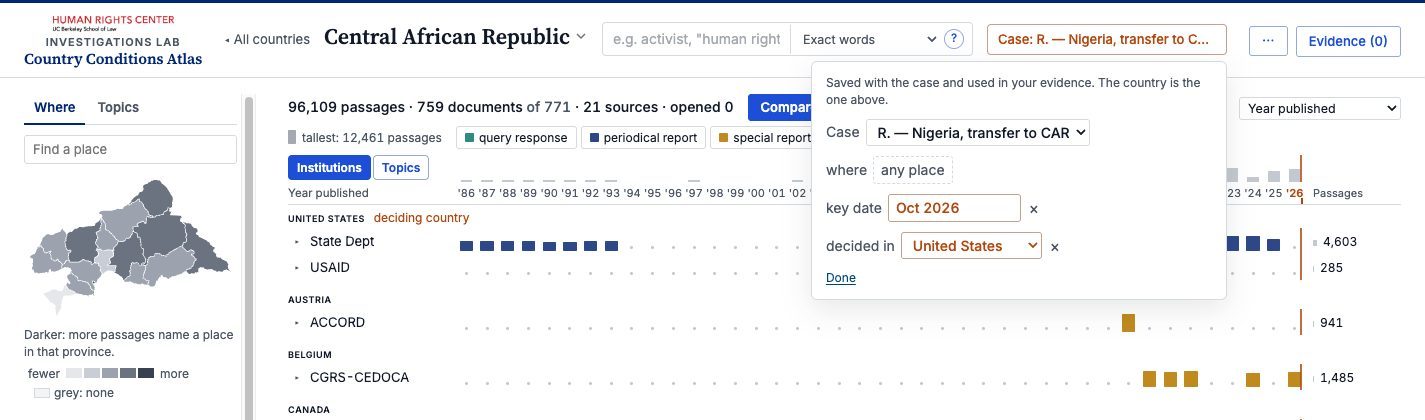 HUMAN RIGHTS CENTER
UC Berkeley School of Law
INVESTIGATIONS LAB
Country Conditions Atlas
◂ All countries
Central African Republic
e.g. activist, "human right
Exact words
?
Case: R. — Nigeria, transfer to C...
...
Evidence (0)
Where
Topics
Find a place
Darker: more passages name a place
in that province.
fewer
more
grey: none
96,109 passages · 759 documents of 771 · 21 sources · opened 0
Compar
Year published
tallest: 12,461 passages
query response
periodical report
special report
Institutions
Topics
Year published
'86 '87 '88 '89 '90 '91 '92 '93 '94 '95 '96 '97 '98 '99 '00 '01 '02
23 '24 '25 '26
Passages
UNITED STATES deciding country
State Dept
4,603
USAID
285
AUSTRIA
ACCORD
941
BELGIUM
CGRS-CEDOCA
1,485
CANADA
Saved with the case and used in your evidence. The country is the
one above.
Case R. — Nigeria, transfer to CAR
where any place
key date Oct 2026 ×
decided in United States ×
Done